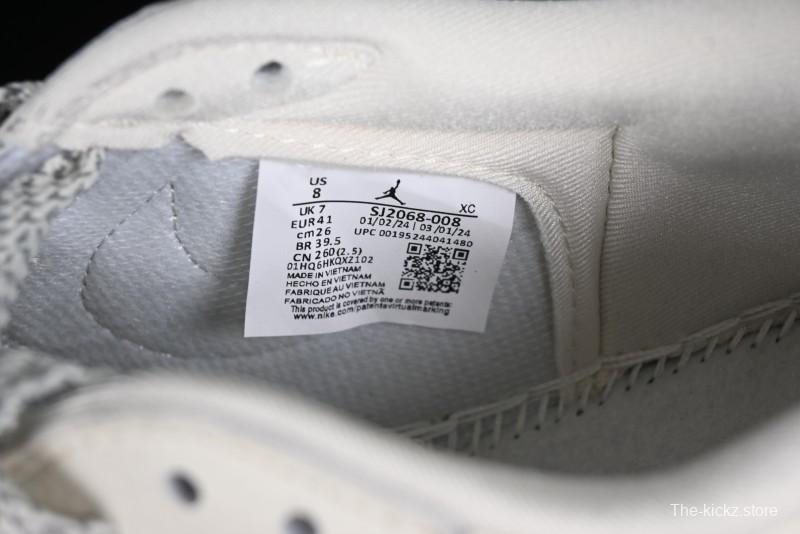 US
8
XC
UK 7
SJ2068-008
EUR 41
01/02/24 | 03/01/24
cm 26
UPC 00195244041480
BR 39.5
CN 260(2.5)
01HQ6HKQXZ102
MADE IN VIETNAM
HECHO EN VIETNAM
FABRIQUE AU VIETNAM
FABRICADO NO VIETNÃ
This product is covered by one or more patents:
www.nike.com/patentsvirtualmarking
The-kickz.store